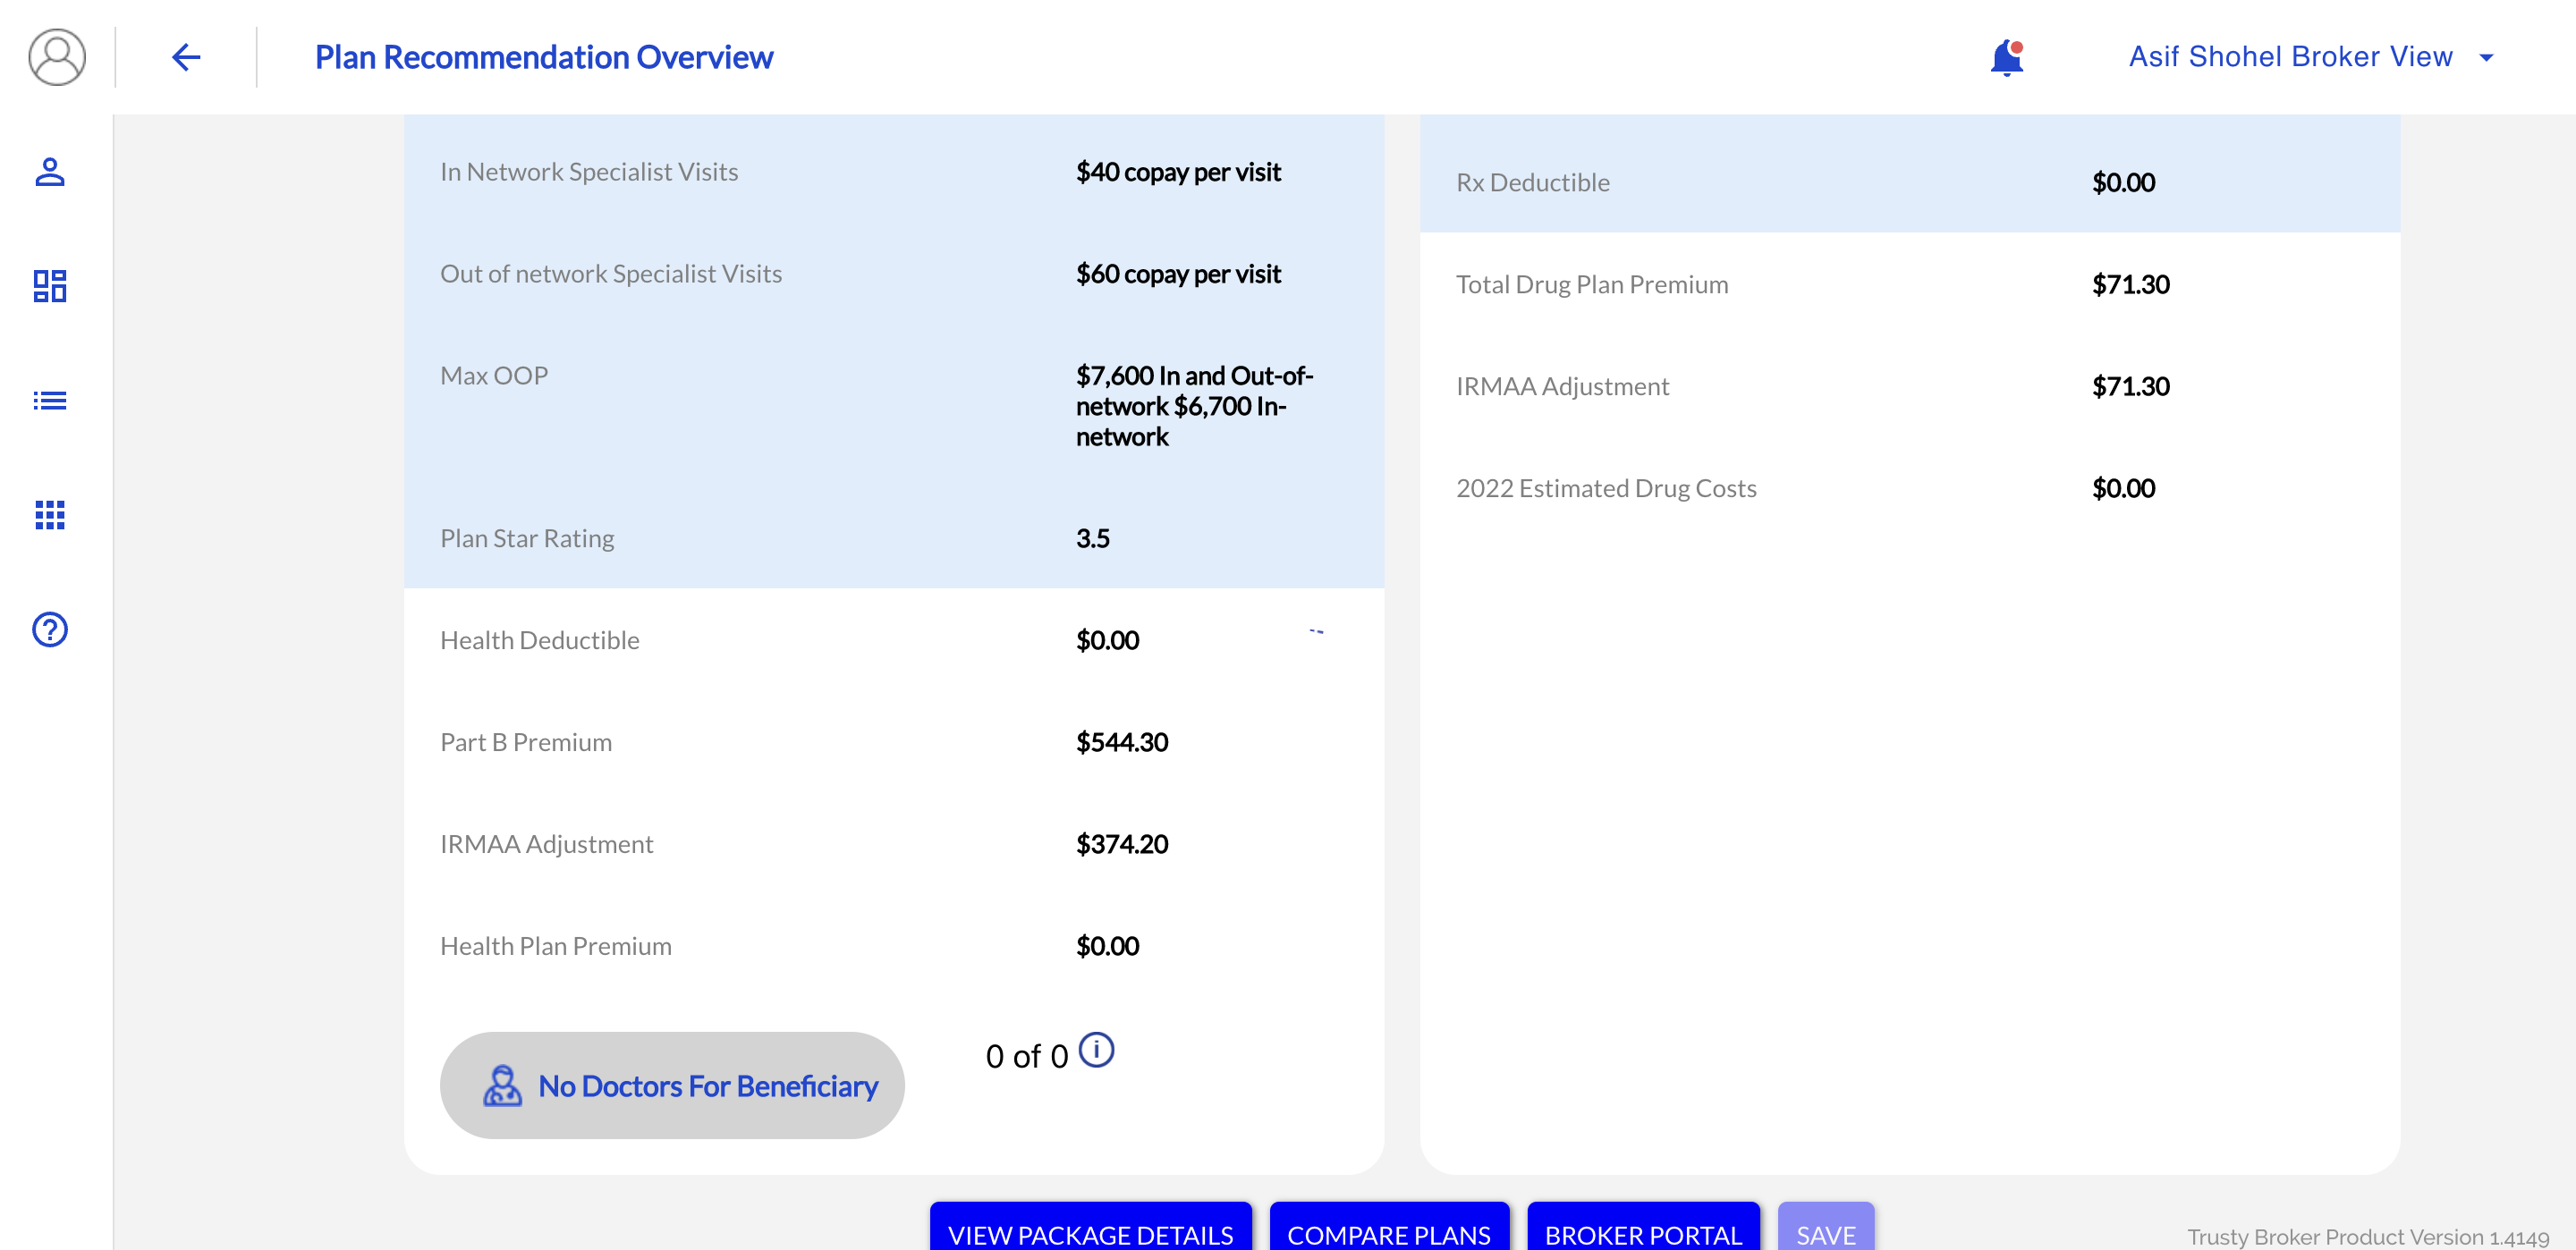 Plan Recommendation Overview
Asif Shohel Broker View
In Network Specialist Visits
$40 copay per visit
Out of network Specialist Visits
$60 copay per visit
Max OOP
$7,600 In and Out-of-
network $6,700 In-
network
Plan Star Rating
3.5
Health Deductible
$0.00
Part B Premium
$544.30
IRMAA Adjustment
$374.20
Health Plan Premium
$0.00
No Doctors For Beneficiary
0 of 0
Rx Deductible
$0.00
Total Drug Plan Premium
$71.30
IRMAA Adjustment
$71.30
2022 Estimated Drug Costs
$0.00
VIEW PACKAGE DETAILS
COMPARE PLANS
BROKER PORTAL
SAVE
Trusty Broker Product Version 1.4149